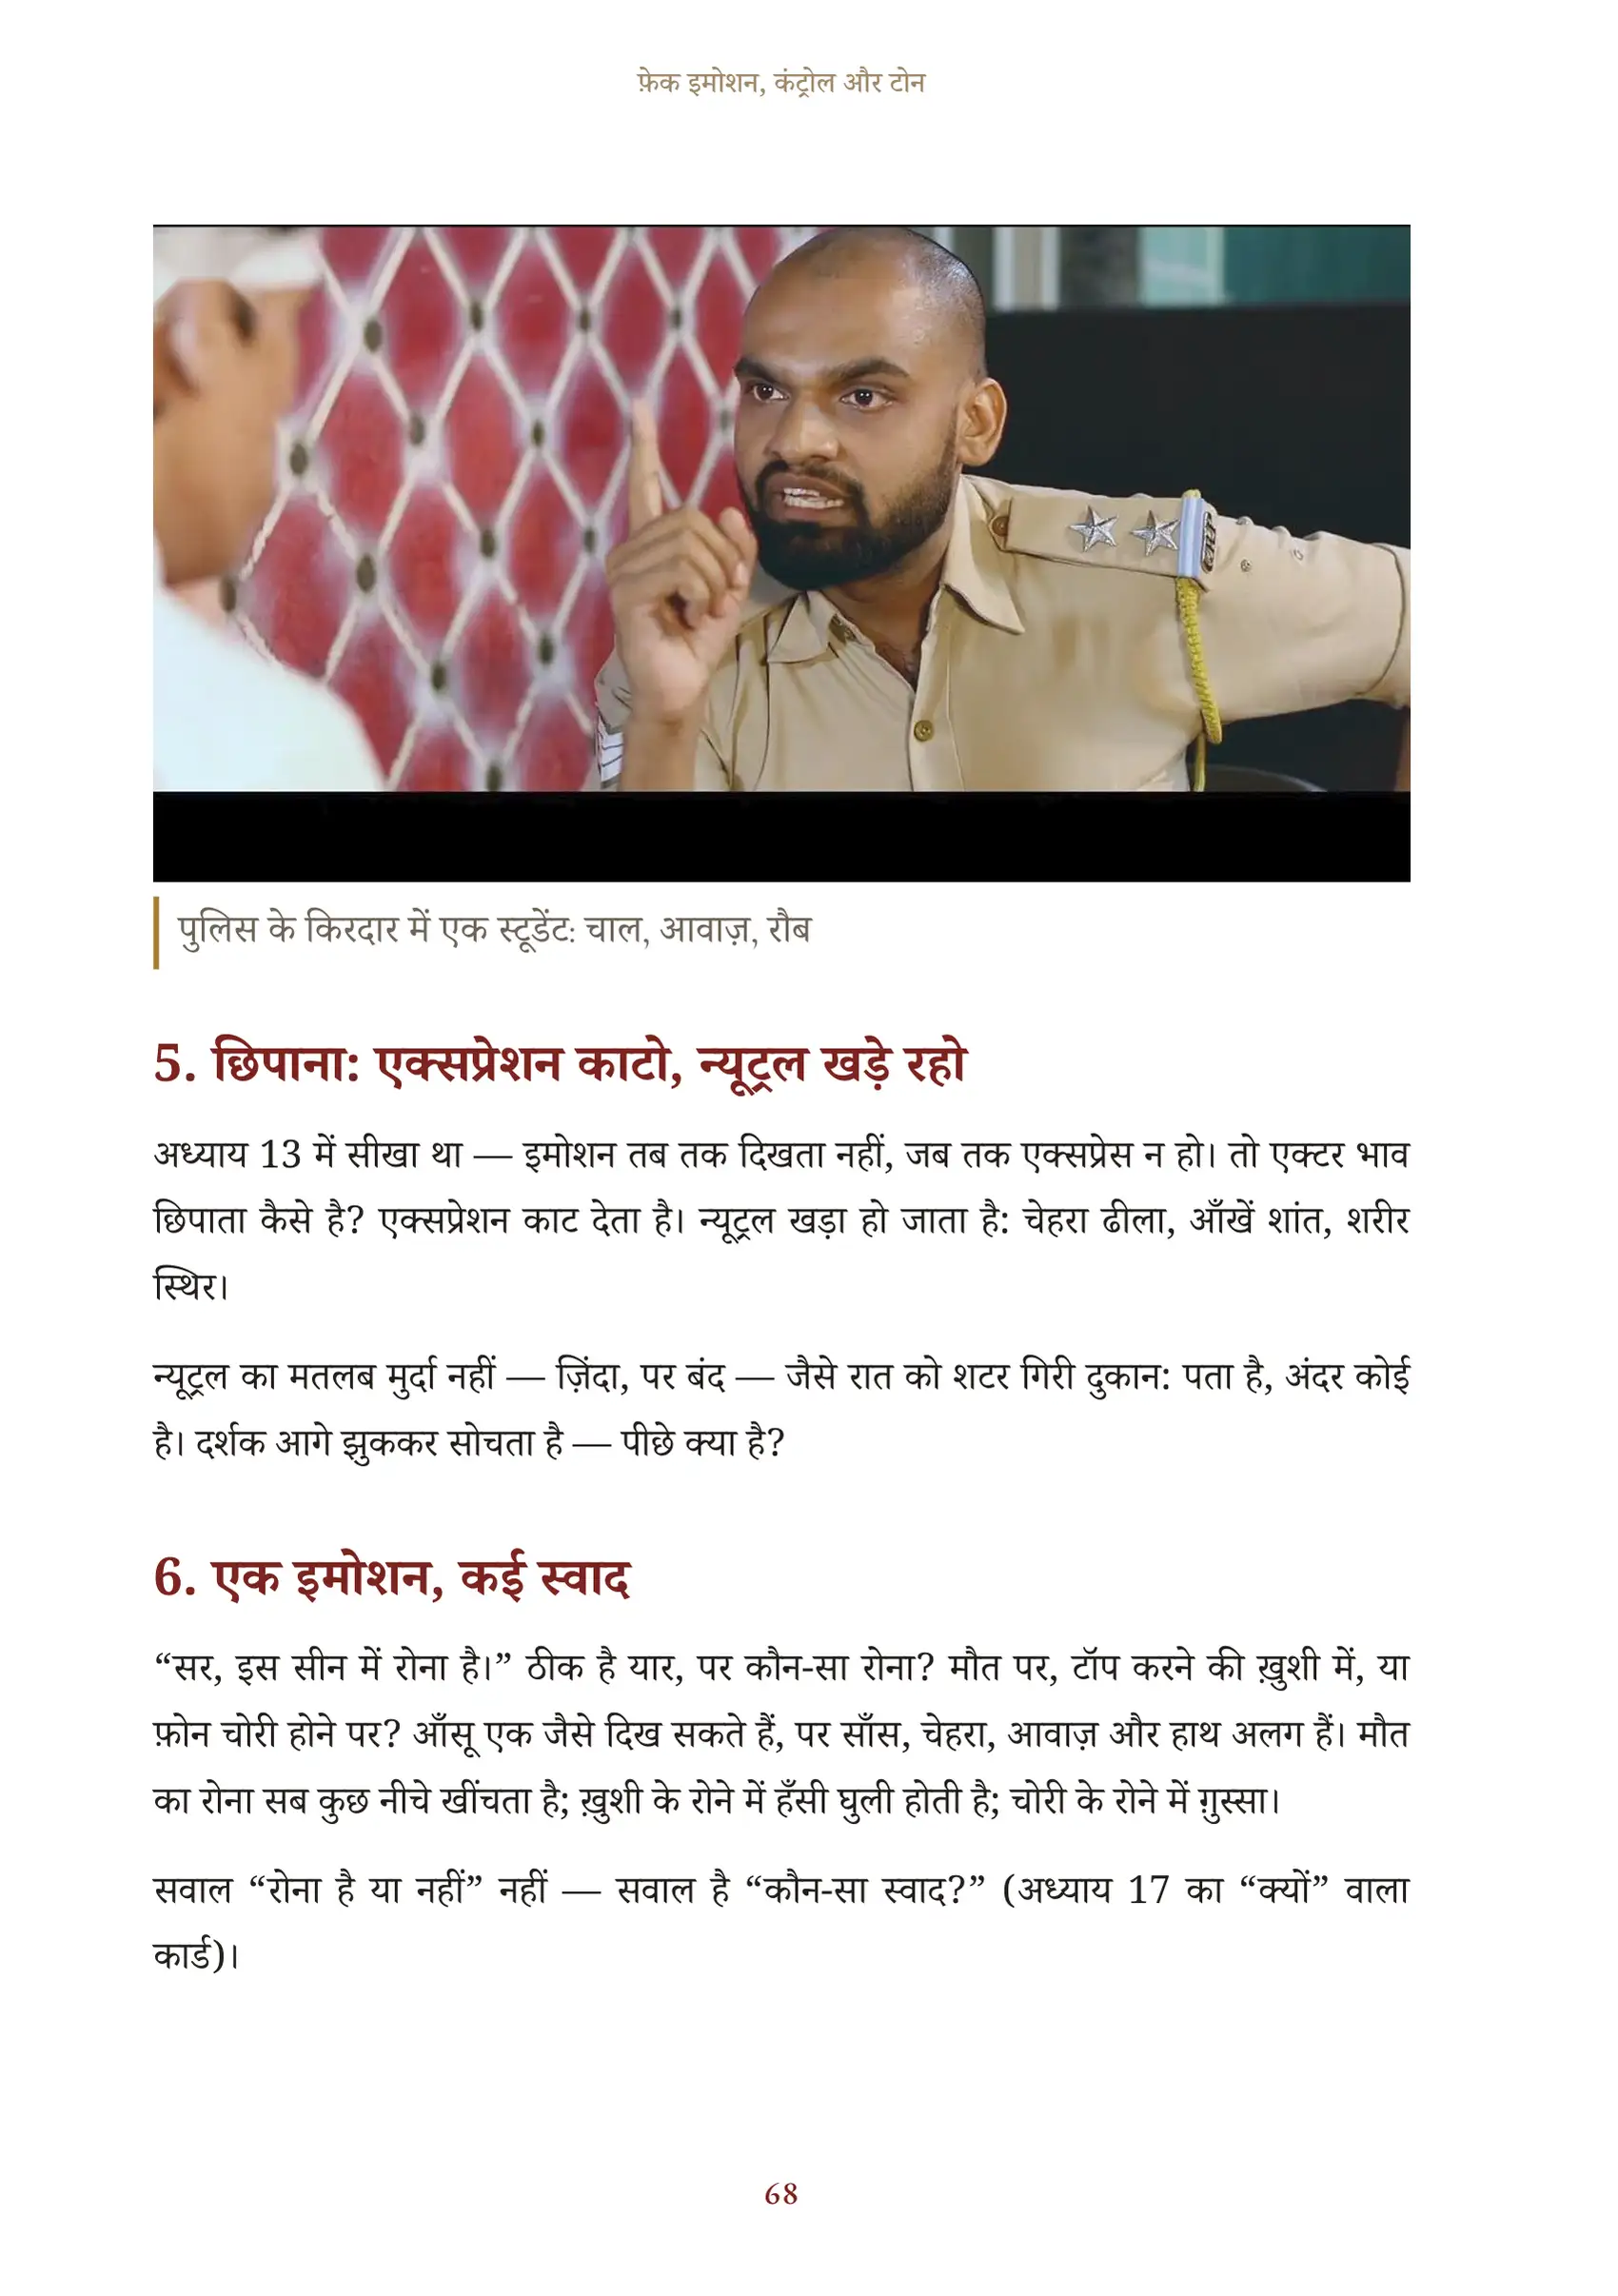 फ़ेक इमोशन, कंट्रोल और टोन
पुलिस के किरदार में एक स्टूडेंट: चाल, आवाज़, रौब
5. छिपाना: एक्सप्रेशन काटो, न्यूट्रल खड़े रहो
अध्याय 13 में सीखा था — इमोशन तब तक दिखता नहीं, जब तक एक्सप्रेस न हो। तो एक्टर भाव
छिपाता कैसे है? एक्सप्रेशन काट देता है। न्यूट्रल खड़ा हो जाता है: चेहरा ढीला, आँखें शांत, शरीर
स्थिर।
न्यूट्रल का मतलब मुर्दा नहीं — ज़िंदा, पर बंद — जैसे रात को शटर गिरी दुकान: पता है, अंदर कोई
है। दर्शक आगे झुककर सोचता है — पीछे क्या है?
6. एक इमोशन, कई स्वाद
“सर, इस सीन में रोना है।” ठीक है यार, पर कौन-सा रोना? मौत पर, टॉप करने की ख़ुशी में, या
फ़ोन चोरी होने पर? आँसू एक जैसे दिख सकते हैं, पर साँस, चेहरा, आवाज़ और हाथ अलग हैं। मौत
का रोना सब कुछ नीचे खींचता है; ख़ुशी के रोने में हँसी घुली होती है; चोरी के रोने में ग़ुस्सा।
सवाल “रोना है या नहीं” नहीं — सवाल है “कौन-सा स्वाद?” (अध्याय 17 का “क्यों” वाला
कार्ड)।
68